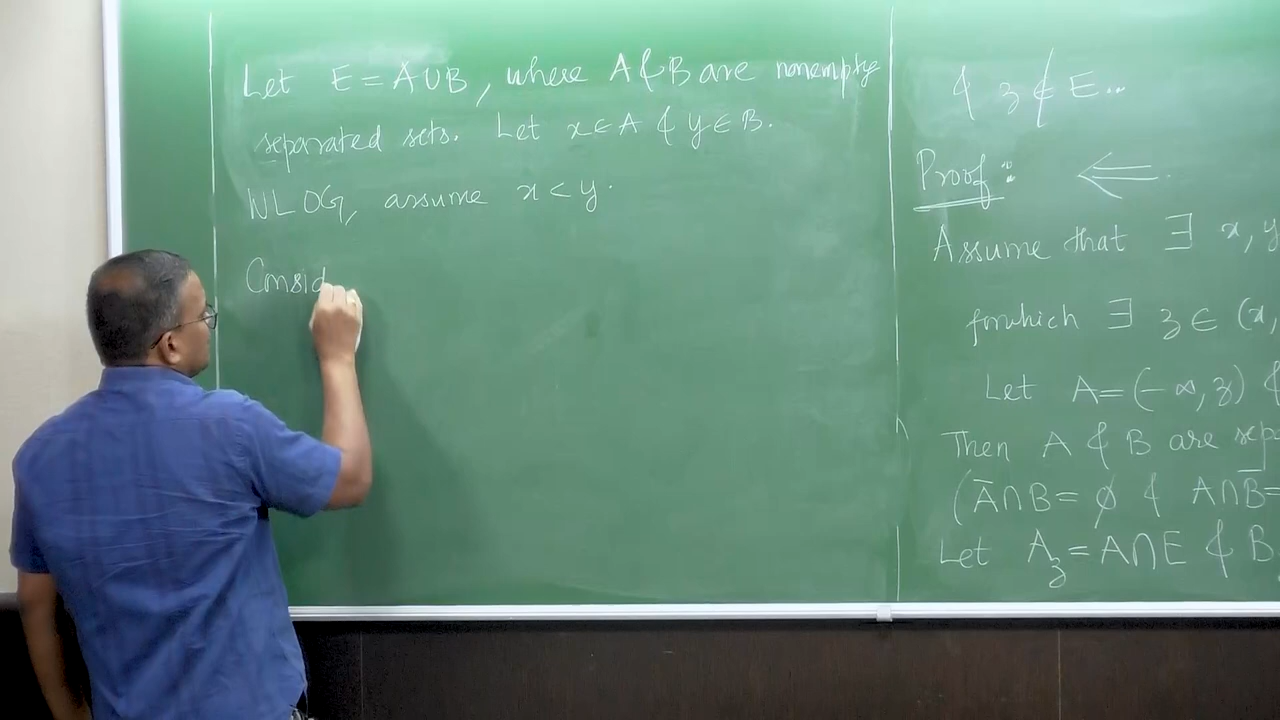 Let E = A∪B, where A & B are nonempty
separated sets. Let x∈A & y∈B.
WLOG, assume x < y.
Consid
& z ∉ E..
Proof: ⟸.
Assume that ∃ x, y
for which ∃ z ∈ (x,
Let A = (-∞, z) &
Then A & B are sep
(A̅∩B = ∅ & A∩B̅ =
Let A_z = A∩E & B